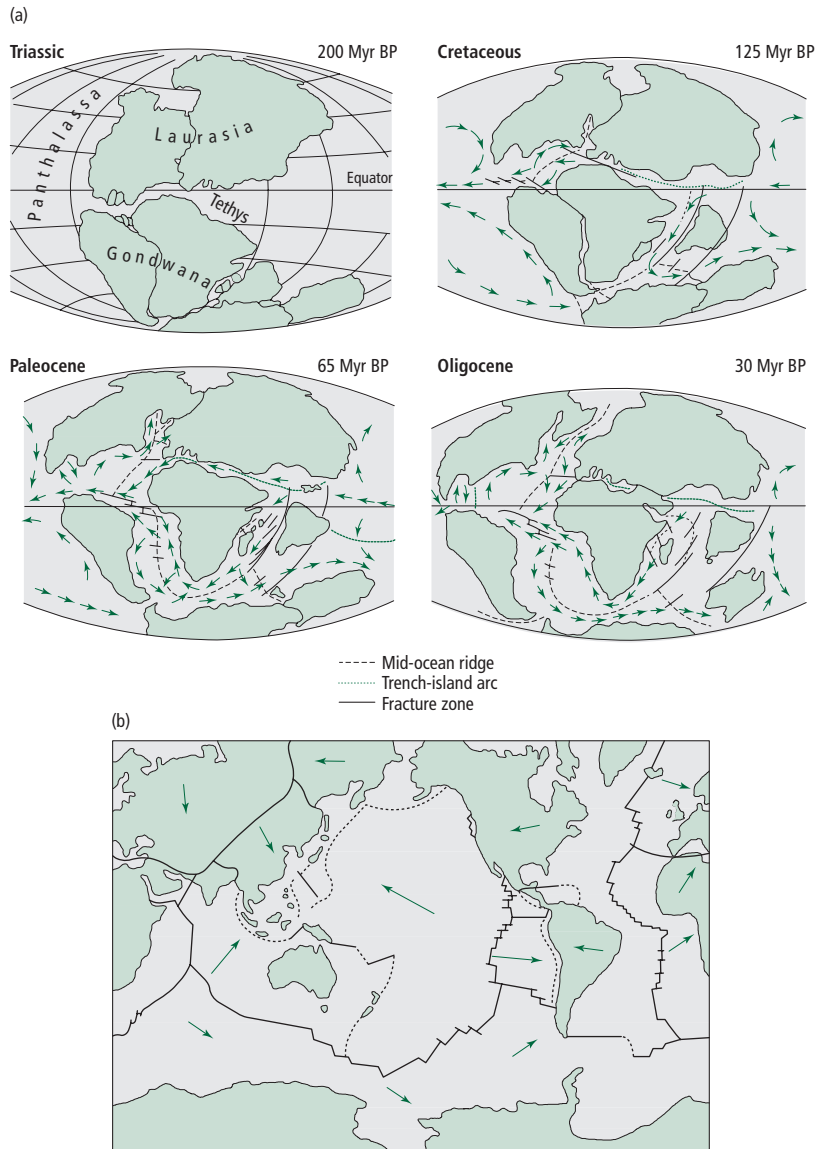 (a)
Triassic 200 Myr BP
Panthalassa
Laurasia
Equator
Tethys
Gondwana
Cretaceous 125 Myr BP
Paleocene 65 Myr BP
Oligocene 30 Myr BP
Mid-ocean ridge
Trench-island arc
Fracture zone
(b)